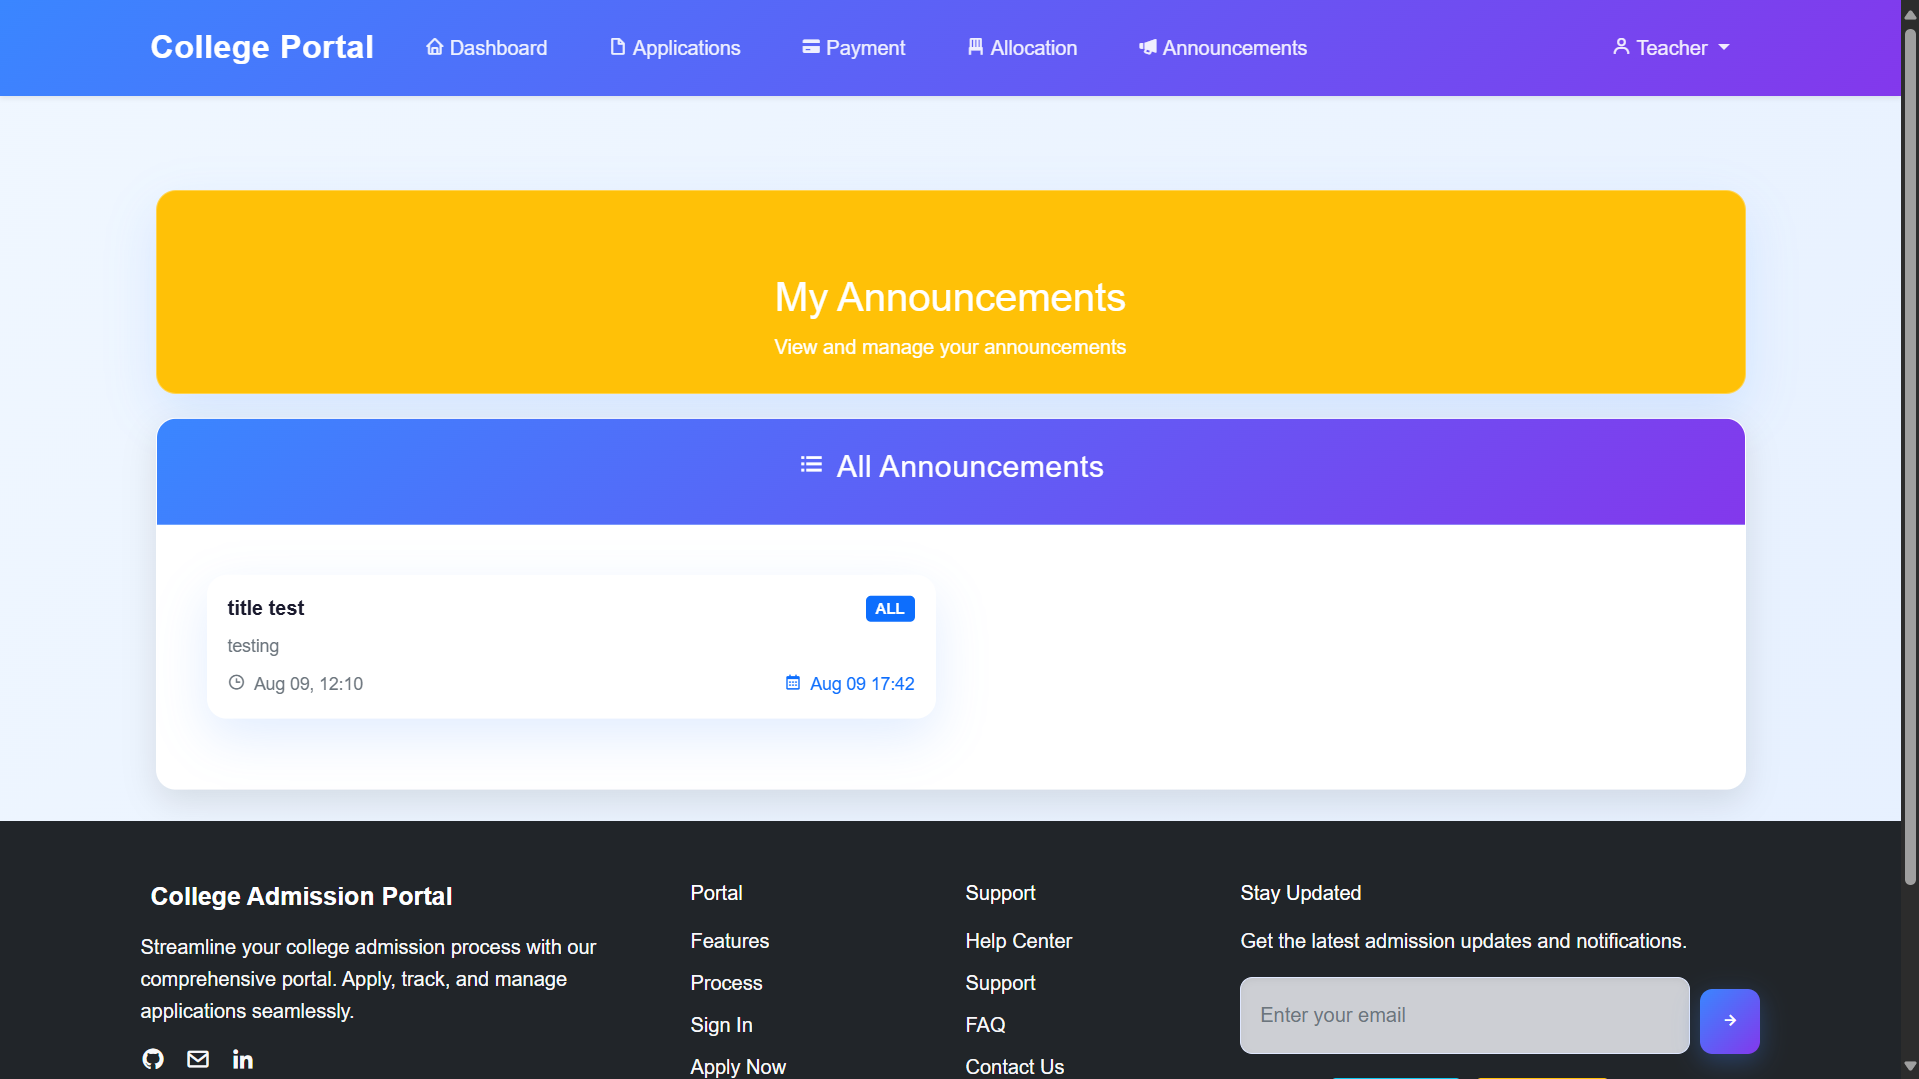 College Portal
Dashboard
Applications
Payment
Allocation
Announcements
Teacher
My Announcements
View and manage your announcements
All Announcements
title test
ALL
testing
Aug 09, 12:10
Aug 09 17:42
College Admission Portal
Streamline your college admission process with our
comprehensive portal. Apply, track, and manage
applications seamlessly.
Portal
Features
Process
Sign In
Apply Now
Support
Help Center
Support
FAQ
Contact Us
Stay Updated
Get the latest admission updates and notifications.
Enter your email